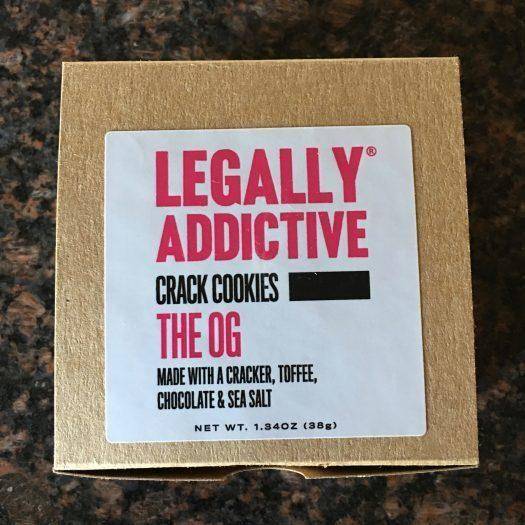 LEGALLY®
ADDICTIVE
CRACK COOKIES
THE OG
MADE WITH A CRACKER, TOFFEE,
CHOCOLATE & SEA SALT
NET WT. 1.34OZ (38g)